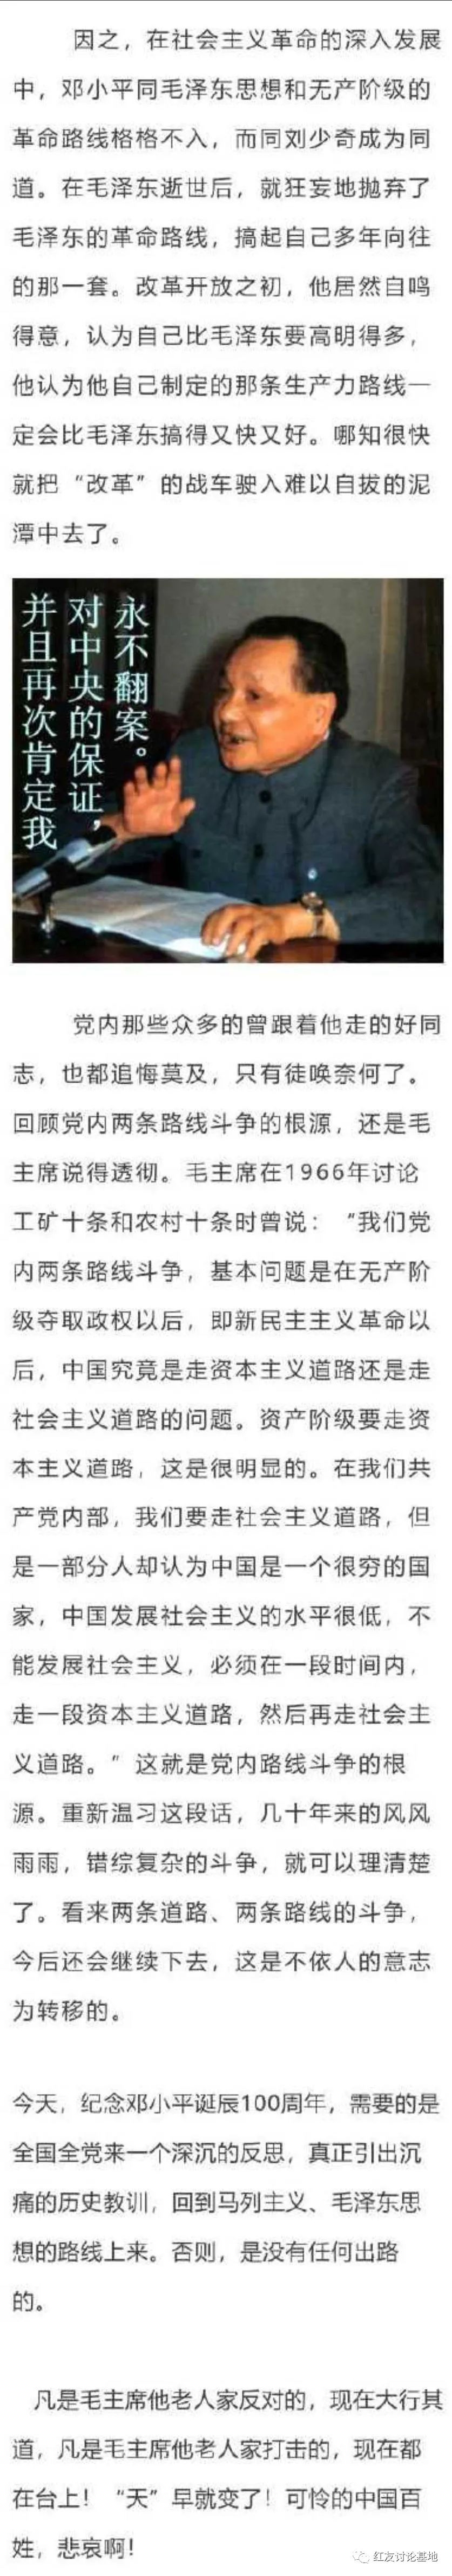 因之，在社会主义革命的深入发展
中，邓小平同毛泽东思想和无产阶级的
革命路线格格不入，而同刘少奇成为同
道。在毛泽东逝世后，就狂妄地抛弃了
毛泽东的革命路线，搞起自己多年向往
的那一套。改革开放之初，他居然自鸣
得意，认为自己比毛泽东要高明得多，
他认为他自己制定的那条生产力路线一
定会比毛泽东搞得又快又好。哪知很快
就把“改革”的战车驶入难以自拔的泥
潭中去了。
并且再次肯定我
对中央的保证，
永不翻案。
党内那些众多的曾跟着他走的好同
志，也都追悔莫及，只有徒唤奈何了。
回顾党内两条路线斗争的根源，还是毛
主席说得透彻。毛主席在1966年讨论
工矿十条和农村十条时曾说：“我们党
内两条路线斗争，基本问题是在无产阶
级夺取政权以后，即新民主主义革命以
后，中国究竟是走资本主义道路还是走
社会主义道路的问题。资产阶级要走资
本主义道路，这是很明显的。在我们共
产党内部，我们要走社会主义道路，但
是一部分人却认为中国是一个很穷的国
家，中国发展社会主义的水平很低，不
能发展社会主义，必须在一段时间内，
走一段资本主义道路，然后再走社会主
义道路。”这就是党内路线斗争的根
源。重新温习这段话，几十年来的风风
雨雨，错综复杂的斗争，就可以理清楚
了。看来两条道路、两条路线的斗争，
今后还会继续下去，这是不依人的意志
为转移的。
今天，纪念邓小平诞辰100周年，需要的是
全国全党来一个深沉的反思，真正引出沉
痛的历史教训，回到马列主义、毛泽东思
想的路线上来。否则，是没有任何出路
的。
凡是毛主席他老人家反对的，现在大行其
道，凡是毛主席他老人家打击的，现在都
在台上！“天”早就变了！可怜的中国百
姓，悲哀啊！
红友讨论基地